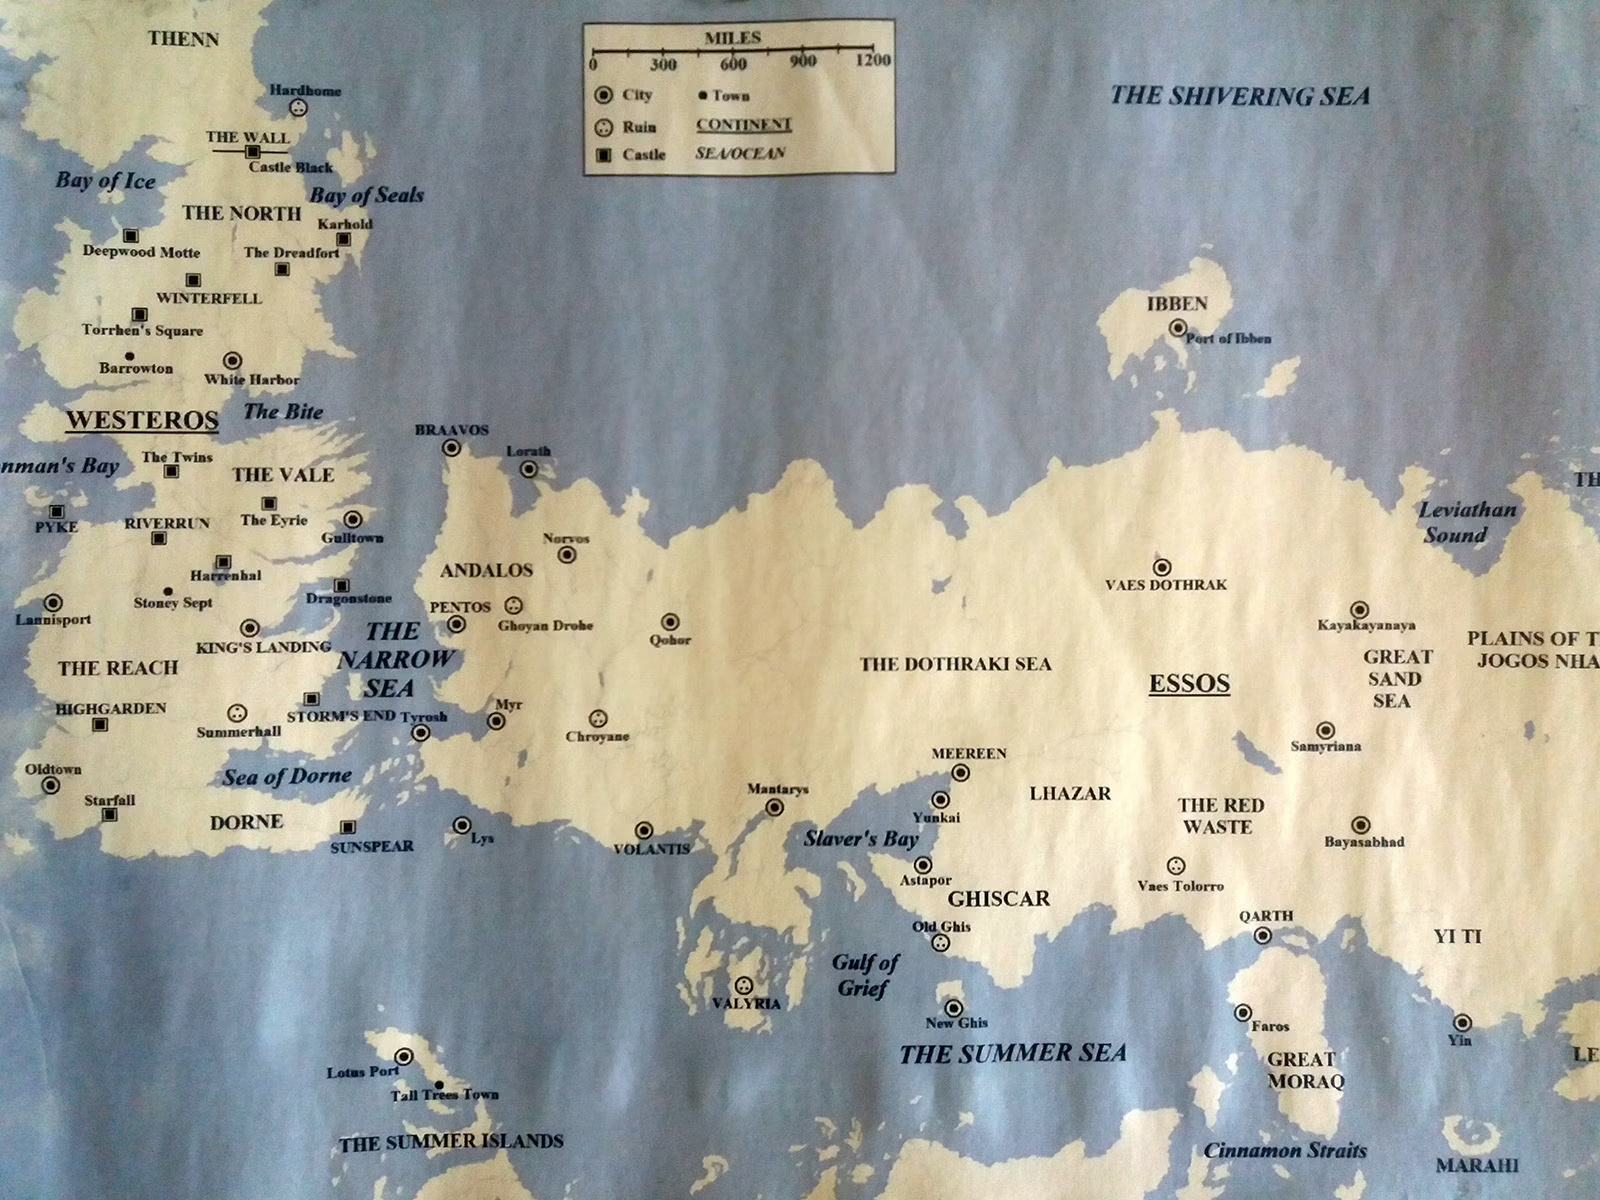 THENN
MILES
0 300 600 900 1200
City
Town
Ruin
CONTINENT
Castle
SEA/OCEAN
THE SHIVERING SEA
Hardhome
THE WALL
Castle Black
Bay of Ice
Bay of Seals
THE NORTH
Karhold
Deepwood Motte
The Dreadfort
WINTERFELL
Torrhen's Square
Barrowton
White Harbor
IBBEN
Port of Ibben
WESTEROS
The Bite
BRAAVOS
Lorath
nman's Bay
The Twins
THE VALE
PYKE
RIVERRUN
The Eyrie
Gulltown
Norvos
Leviathan
Sound
TH
Harrenhal
ANDALOS
VAES DOTHRAK
Stoney Sept
Dragonstone
Lannisport
PENTOS
Ghoyan Drohe
Qohor
Kayakayanaya
KING'S LANDING
THE
NARROW
SEA
THE REACH
THE DOTHRAKI SEA
ESSOS
GREAT
SAND
SEA
PLAINS OF T
JOGOS NHA
HIGHGARDEN
Summerhall
STORM'S END
Tyrosh
Myr
Chroyane
Samyriana
MEEREEN
Oldtown
Sea of Dorne
Starfall
DORNE
SUNSPEAR
Lys
VOLANTIS
Mantarys
Yunkai
LHAZAR
THE RED
WASTE
Slaver's Bay
Bayasabhad
Astapor
GHISCAR
Vaes Tolorro
Old Ghis
QARTH
YI TI
Gulf of
Grief
VALYRIA
New Ghis
Faros
Yin
THE SUMMER SEA
GREAT
MORAQ
LE
Lotus Port
Tall Trees Town
THE SUMMER ISLANDS
Cinnamon Straits
MARAHI